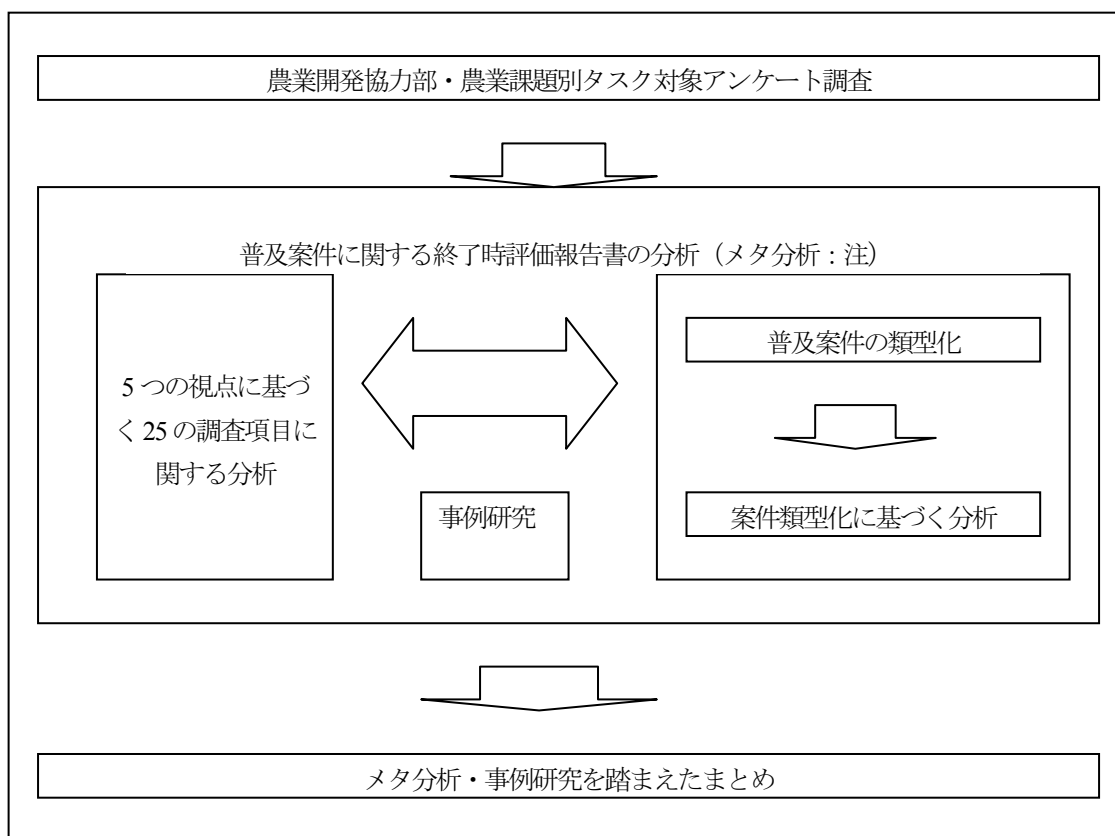 農業開発協力部・農業課題別タスク対象アンケート調査
普及案件に関する終了時評価報告書の分析（メタ分析：注）
5つの視点に基づ
く25の調査項目に
関する分析
事例研究
普及案件の類型化
案件類型化に基づく分析
メタ分析・事例研究を踏まえたまとめ